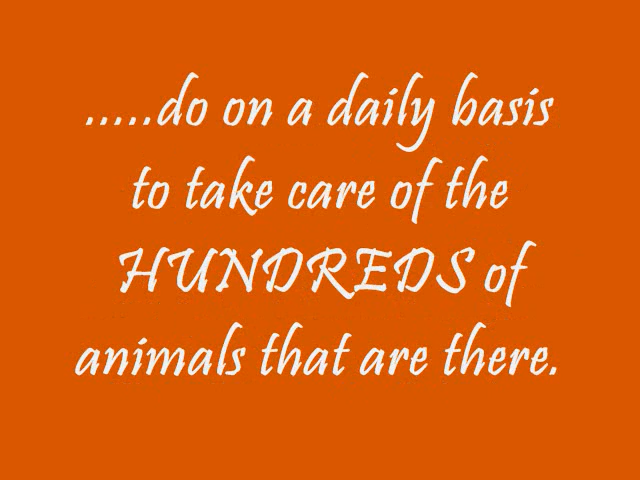 .....do on a daily basis
to take care of the
HUNDREDS of
animals that are there.